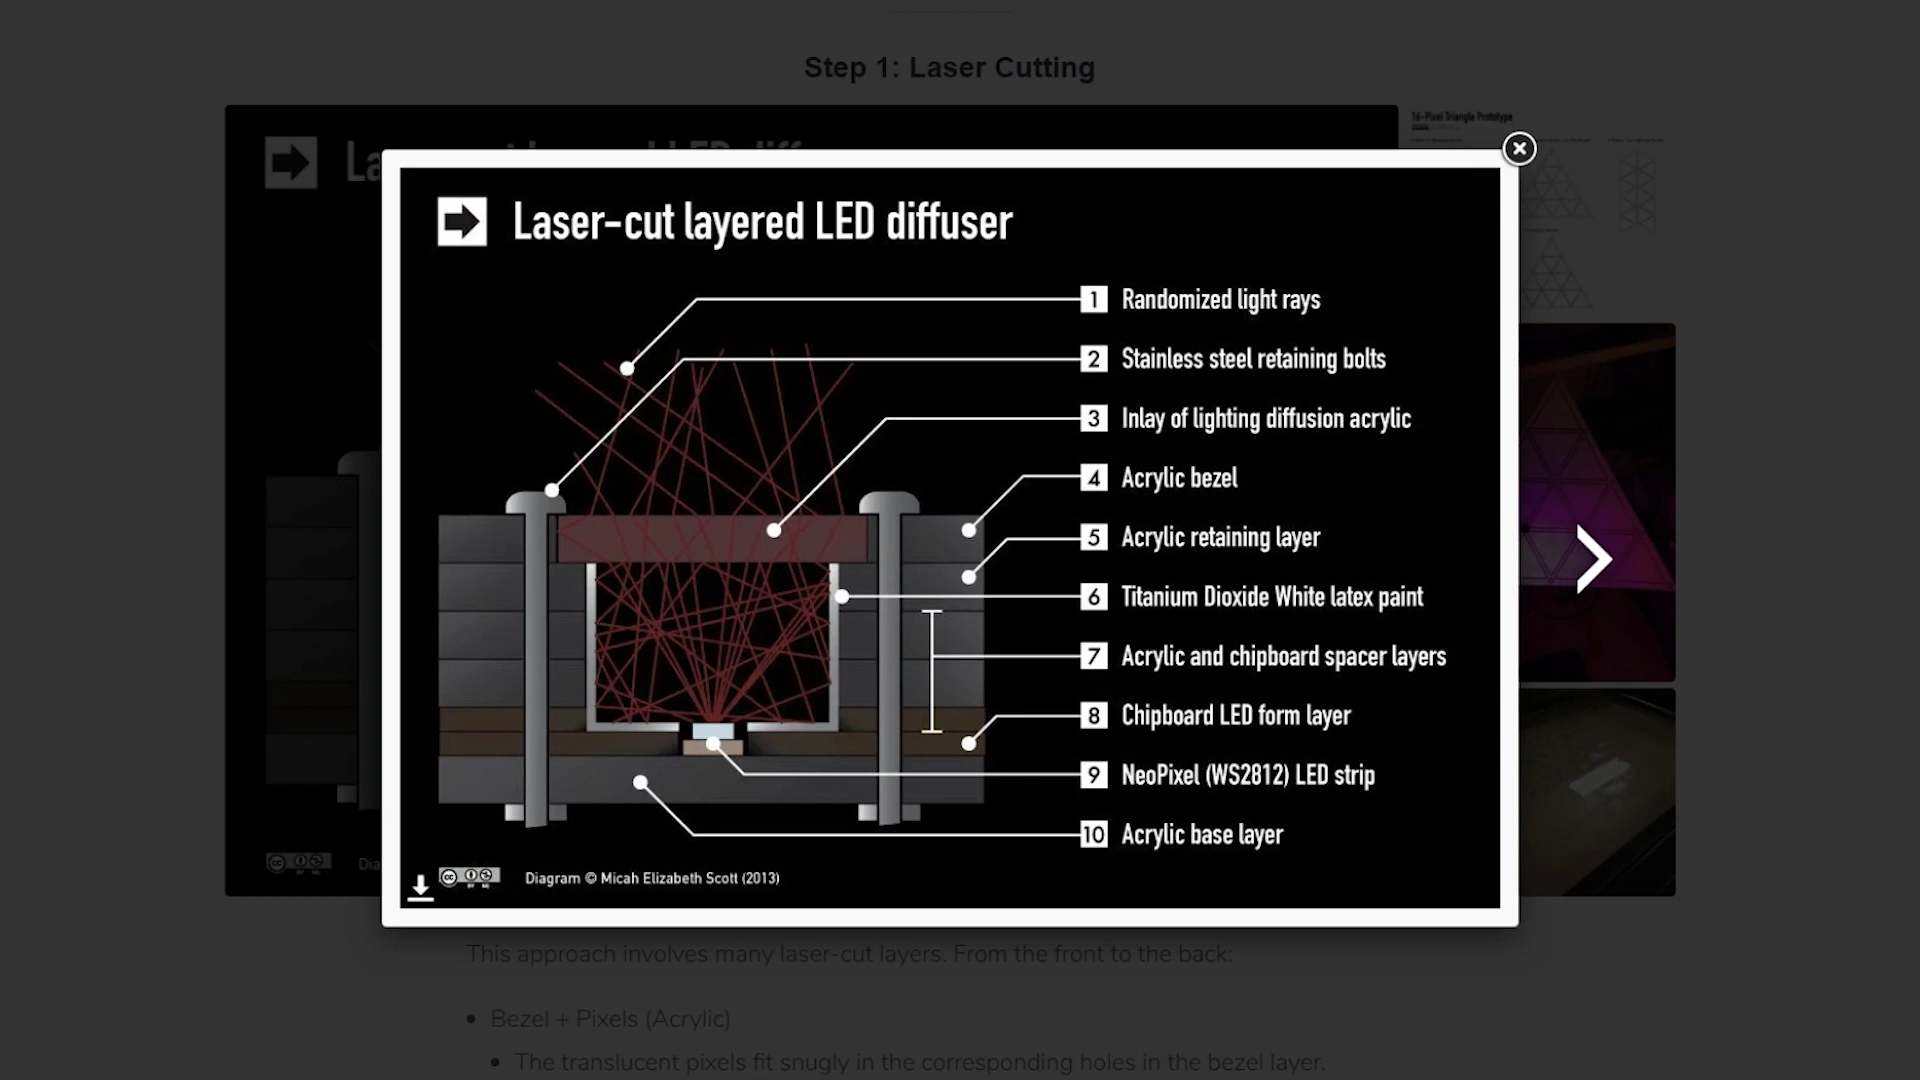 Step 1: Laser Cutting
16-Pixel Triangle Prototype
Laser-cut layered LED diffuser
1 Randomized light rays
2 Stainless steel retaining bolts
3 Inlay of lighting diffusion acrylic
4 Acrylic bezel
5 Acrylic retaining layer
6 Titanium Dioxide White latex paint
7 Acrylic and chipboard spacer layers
8 Chipboard LED form layer
9 NeoPixel (WS2812) LED strip
10 Acrylic base layer
Diagram © Micah Elizabeth Scott (2013)
This approach involves many laser-cut layers. From the front to the back:
• Bezel + Pixels (Acrylic)
• The translucent pixels fit snugly in the corresponding holes in the bezel layer.